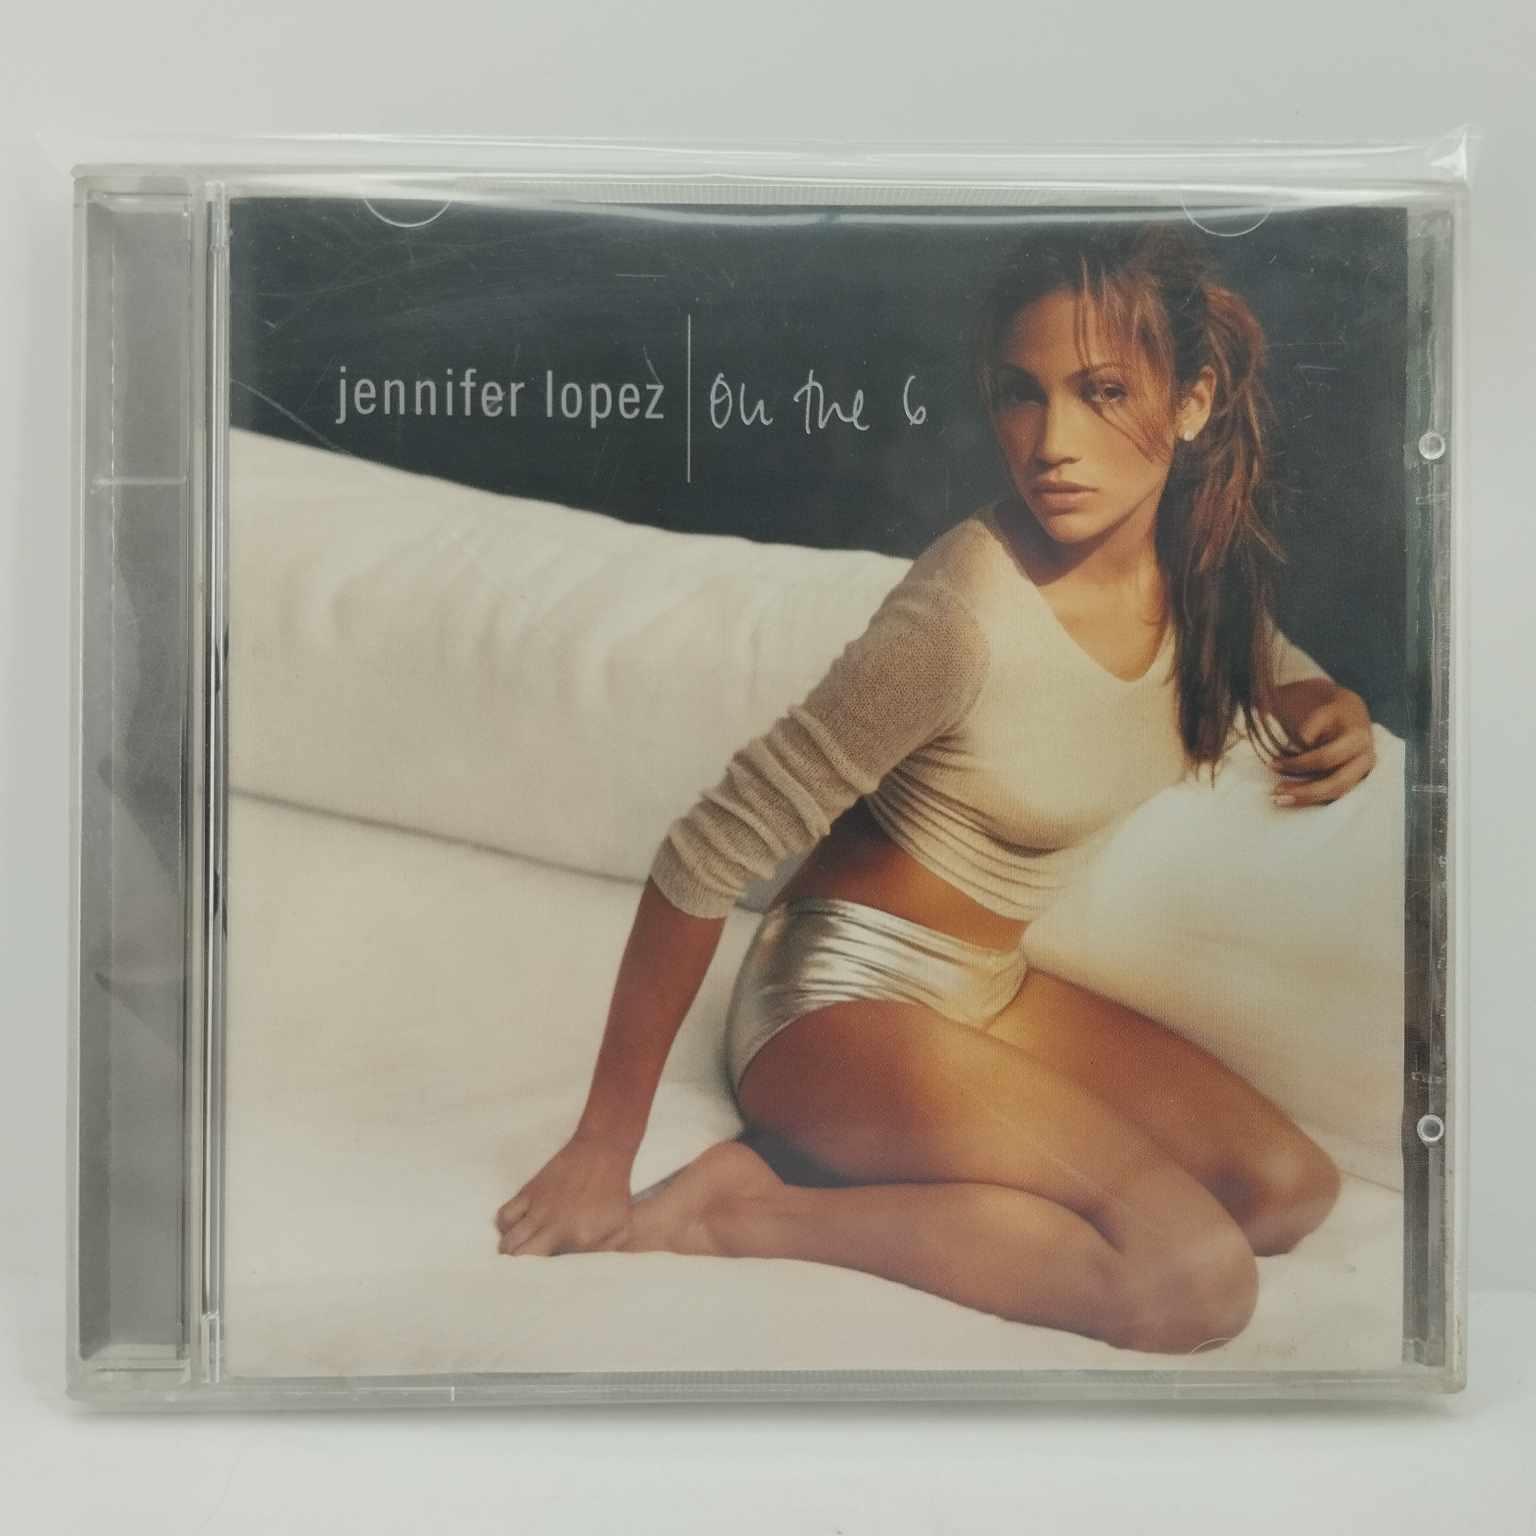 jennifer lopez | On the 6